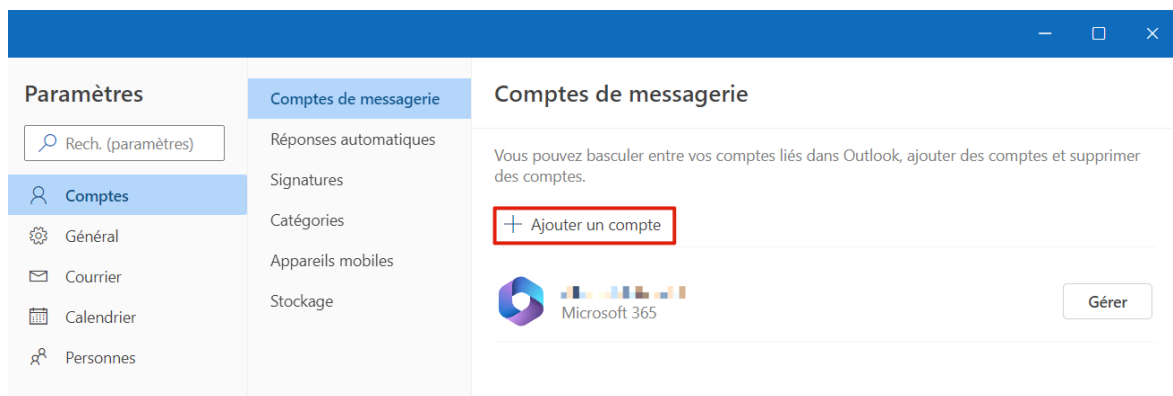 Paramètres
Rech. (paramètres)
Comptes
Général
Courrier
Calendrier
Personnes
Comptes de messagerie
Réponses automatiques
Signatures
Catégories
Appareils mobiles
Stockage
Comptes de messagerie
Vous pouvez basculer entre vos comptes liés dans Outlook, ajouter des comptes et supprimer
des comptes.
Ajouter un compte
Microsoft 365
Gérer